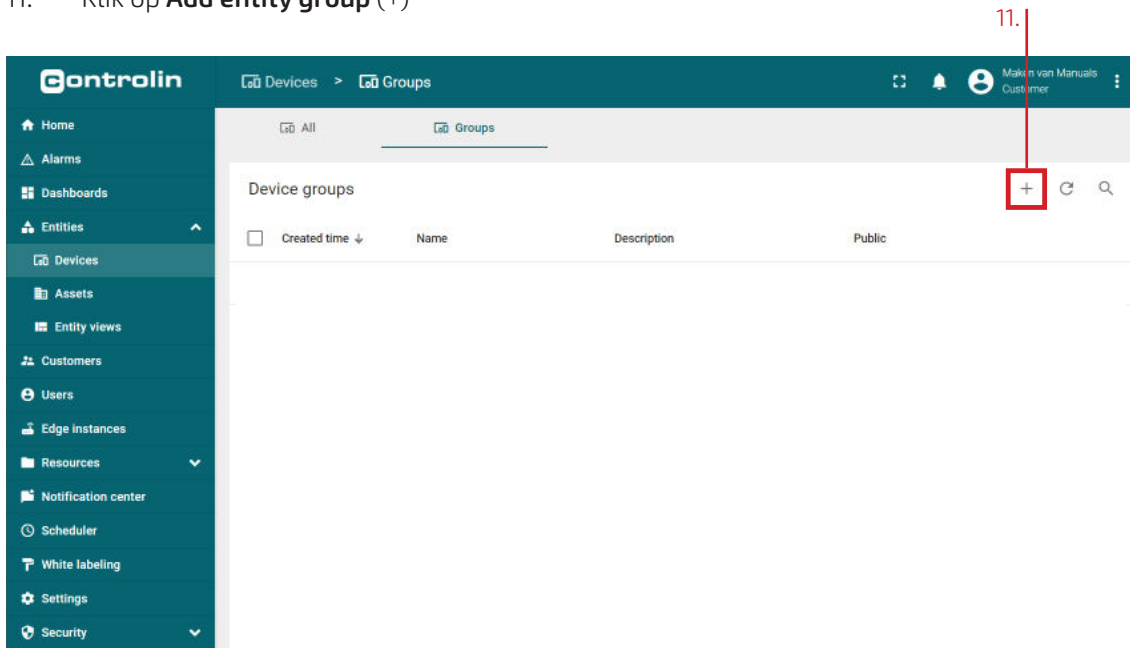 11. Klik op Add entity group (+)
11.
Controlin
Devices > Groups
Maken van Manuals
Customer
Home
Alarms
Dashboards
Entities
Devices
Assets
Entity views
Customers
Users
Edge instances
Resources
Notification center
Scheduler
White labeling
Settings
Security
All Groups
Device groups
Created time ↓ Name Description Public